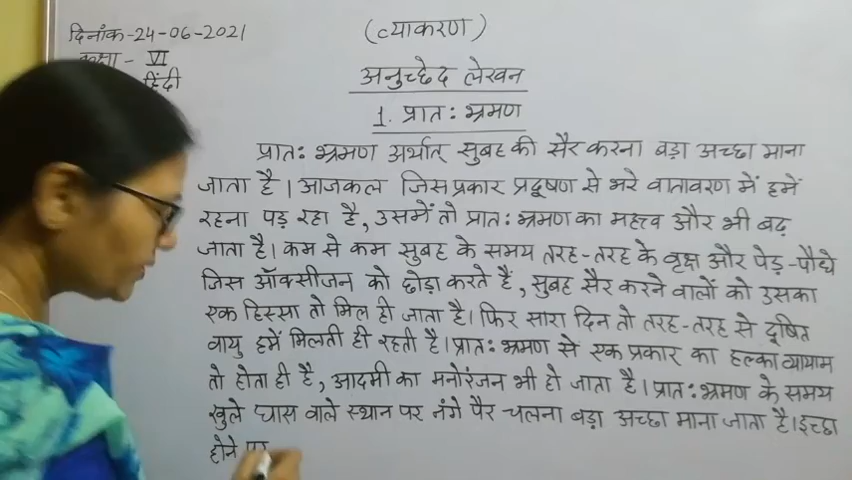 दिनांक-24-06-2021
(व्याकरण)
कक्षा - VI
हिंदी
अनुच्छेद लेखन
1. प्रातः भ्रमण
प्रातः भ्रमण अर्थात् सुबह की सैर करना बड़ा अच्छा माना
जाता है। आजकल जिस प्रकार प्रदूषण से भरे वातावरण में हमें
रहना पड़ रहा है, उसमें तो प्रातः भ्रमण का महत्त्व और भी बढ़
जाता है। कम से कम सुबह के समय तरह-तरह के वृक्ष और पेड़-पौधे
जिस ऑक्सीजन को छोड़ा करते हैं, सुबह सैर करने वालों को उसका
एक हिस्सा तो मिल ही जाता है। फिर सारा दिन तो तरह-तरह से दूषित
वायु हमें मिलती ही रहती है। प्रातः भ्रमण से एक प्रकार का हल्का व्यायाम
तो होता ही है, आदमी का मनोरंजन भी हो जाता है। प्रातः भ्रमण के समय
खुले घास वाले स्थान पर नंगे पैर चलना बड़ा अच्छा माना जाता है। इच्छा
होने पर